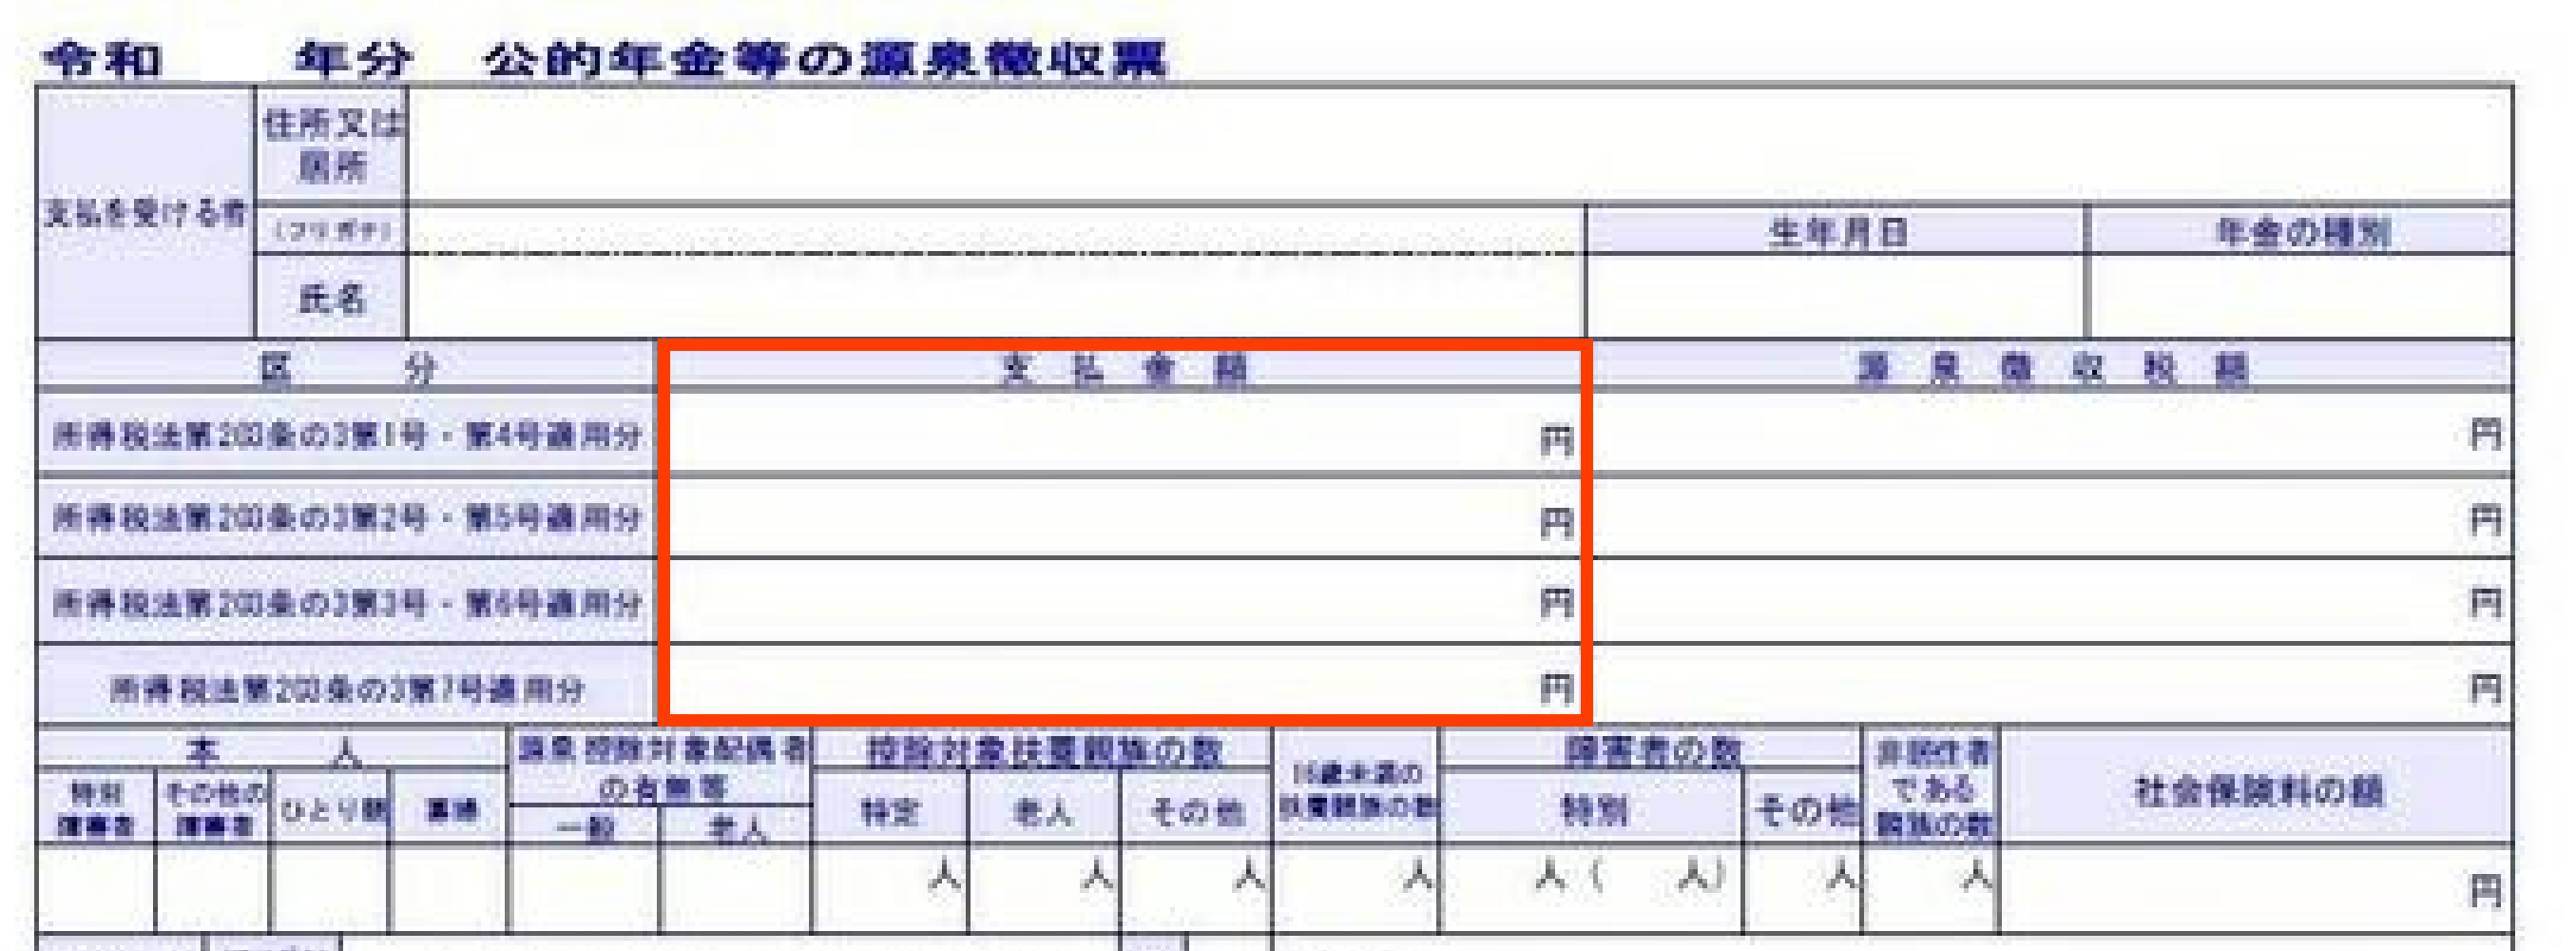 令和　　年分　公的年金等の源泉徴収票
支払を受ける者
住所又は
居所
(フリガナ)
氏名
生年月日
年金の種別
区　分
支払金額
源泉徴収税額
所得税法第203条の3第1号・第4号適用分
円
円
所得税法第203条の3第2号・第5号適用分
円
円
所得税法第203条の3第3号・第6号適用分
円
円
所得税法第203条の3第7号適用分
円
円
本　人
特別
障害者
その他の
障害者
ひとり親
寡婦
源泉控除対象配偶者
の有無等
一般
老人
控除対象扶養親族の数
特定
老人
その他
16歳未満の
扶養親族の数
障害者の数
特別
その他
非居住者
である
親族の数
社会保険料の額
人
人
人
人
人(　人)
人
人
円